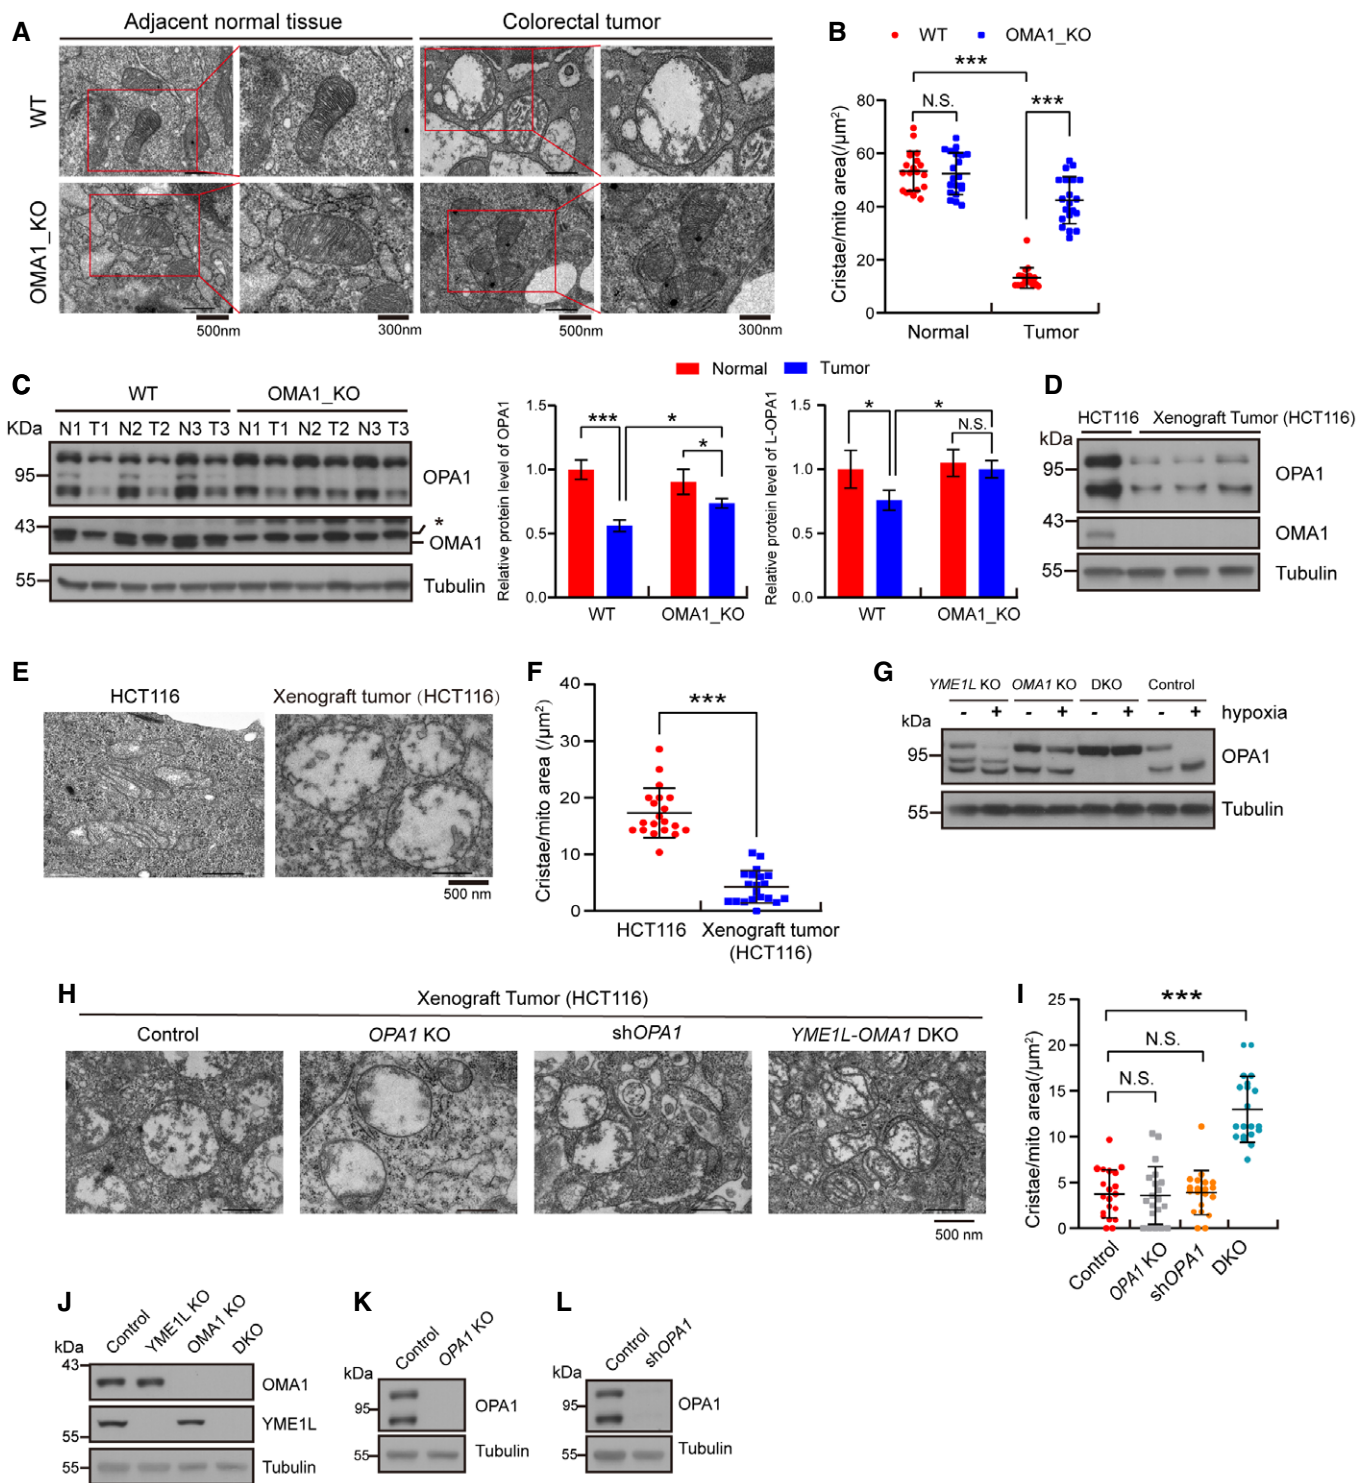 A
Adjacent normal tissue
Colorectal tumor
WT
OMA1_KO
500nm
300nm
500nm
300nm
B
WT
OMA1_KO
***
N.S.
***
Cristae/mito area(/μm²)
80
60
40
20
0
Normal
Tumor
C
WT
OMA1_KO
KDa
N1 T1 N2 T2 N3 T3 N1 T1 N2 T2 N3 T3
95
OPA1
43
*
OMA1
55
Tubulin
Normal
Tumor
Relative protein level of OPA1
1.5
1.0
0.5
0.0
***
*
*
WT
OMA1_KO
Relative protein level of L-OPA1
1.5
1.0
0.5
0.0
*
*
N.S.
WT
OMA1_KO
D
HCT116
Xenograft Tumor (HCT116)
kDa
95
OPA1
43
OMA1
55
Tubulin
E
HCT116
Xenograft tumor (HCT116)
500 nm
F
Cristae/mito area (/μm²)
40
30
20
10
0
***
HCT116
Xenograft tumor
(HCT116)
G
YME1L KO
OMA1 KO
DKO
Control
kDa
- + - + - + - +
hypoxia
95
OPA1
55
Tubulin
H
Xenograft Tumor (HCT116)
Control
OPA1 KO
shOPA1
YME1L-OMA1 DKO
500 nm
I
Cristae/mito area(/μm²)
25
20
15
10
5
0
***
N.S.
N.S.
Control
OPA1 KO
shOPA1
DKO
J
Control
YME1L KO
OMA1 KO
DKO
kDa
43
OMA1
YME1L
55
55
Tubulin
K
Control
OPA1 KO
kDa
95
OPA1
55
Tubulin
L
Control
shOPA1
kDa
95
OPA1
55
Tubulin